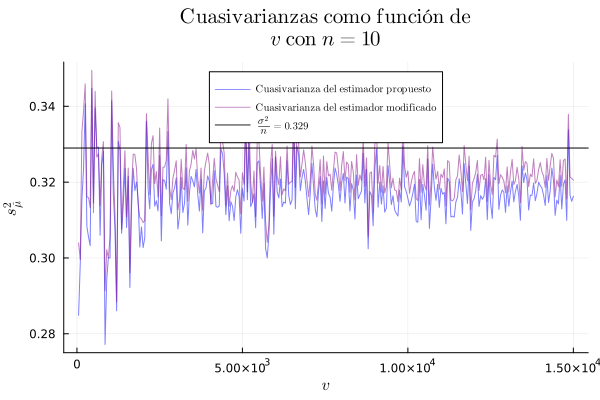 Cuasivarianzas como función de
v con n = 10
Cuasivarianza del estimador propuesto
Cuasivarianza del estimador modificado
σ²/n = 0.329
0.34
0.32
0.30
0.28
s²_μ̂
0
5.00×10³
1.00×10⁴
1.50×10⁴
v